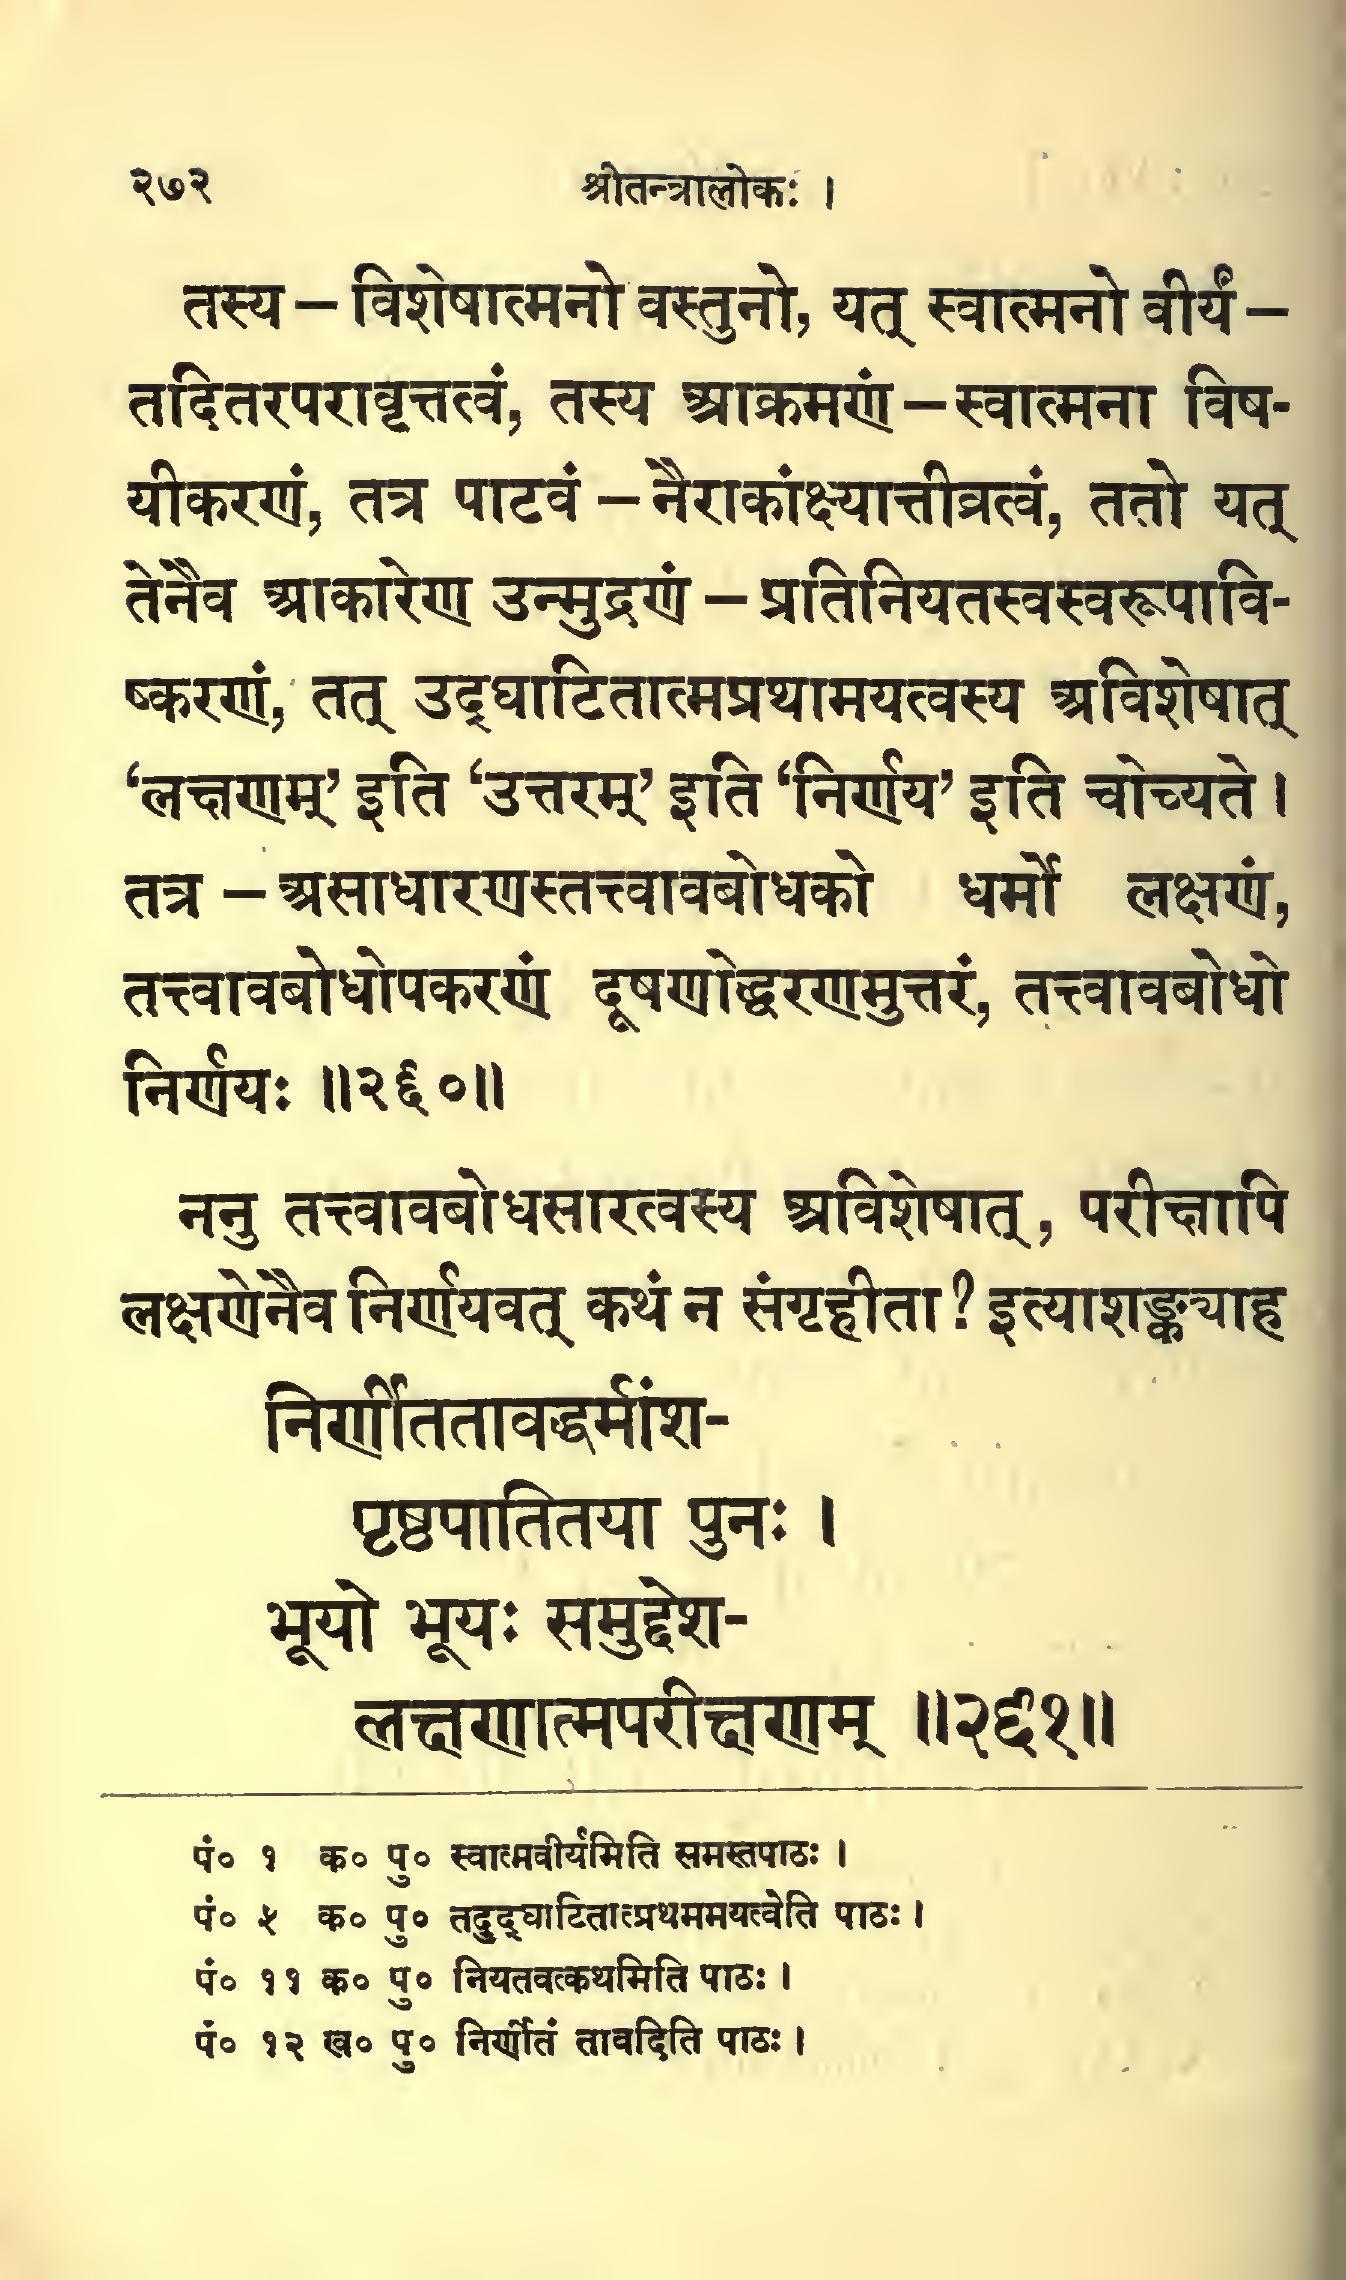 २७२ श्रीतन्त्रालोकः ।
तस्य — विशेषात्मनो वस्तुनो, यत् स्वात्मनो वीर्यं —
तदितरपरावृत्तत्वं, तस्य आक्रमणं — स्वात्मना विष-
यीकरणं, तत्र पाटवं — नैराकांक्ष्यात्तीव्रत्वं, ततो यत्
तेनैव आकारेण उन्मुद्रणं — प्रतिनियतस्वस्वरूपावि-
ष्करणं, तत् उद्घाटितात्मप्रथामयत्वस्य अविशेषात्
‘लक्षणम्’ इति ‘उत्तरम्’ इति ‘निर्णय’ इति चोच्यते ।
तत्र — असाधारणस्तत्त्वावबोधको धर्मो लक्षणं,
तत्त्वावबोधोपकरणं दूषणोद्धरणमुत्तरं, तत्त्वावबोधो
निर्णयः ॥२६०॥
ननु तत्त्वावबोधसारत्वस्य अविशेषात्, परीक्षापि
लक्षणेनैव निर्णयवत् कथं न संगृहीता? इत्याशङ्क्याह
निर्णीततावद्धर्मांश-
पृष्ठपातितया पुनः ।
भूयो भूयः समुद्देश-
लक्षणात्मपरीक्षणम् ॥२६१॥
पं० १ क० पु० स्वात्मवीर्यमिति समस्तपाठः ।
पं० ५ क० पु० तदुद्घाटितात्प्रथममयत्वेति पाठः ।
पं० ११ क० पु० नियतवत्कथमिति पाठः ।
पं० १२ ख० पु० निर्णीतं तावदिति पाठः ।